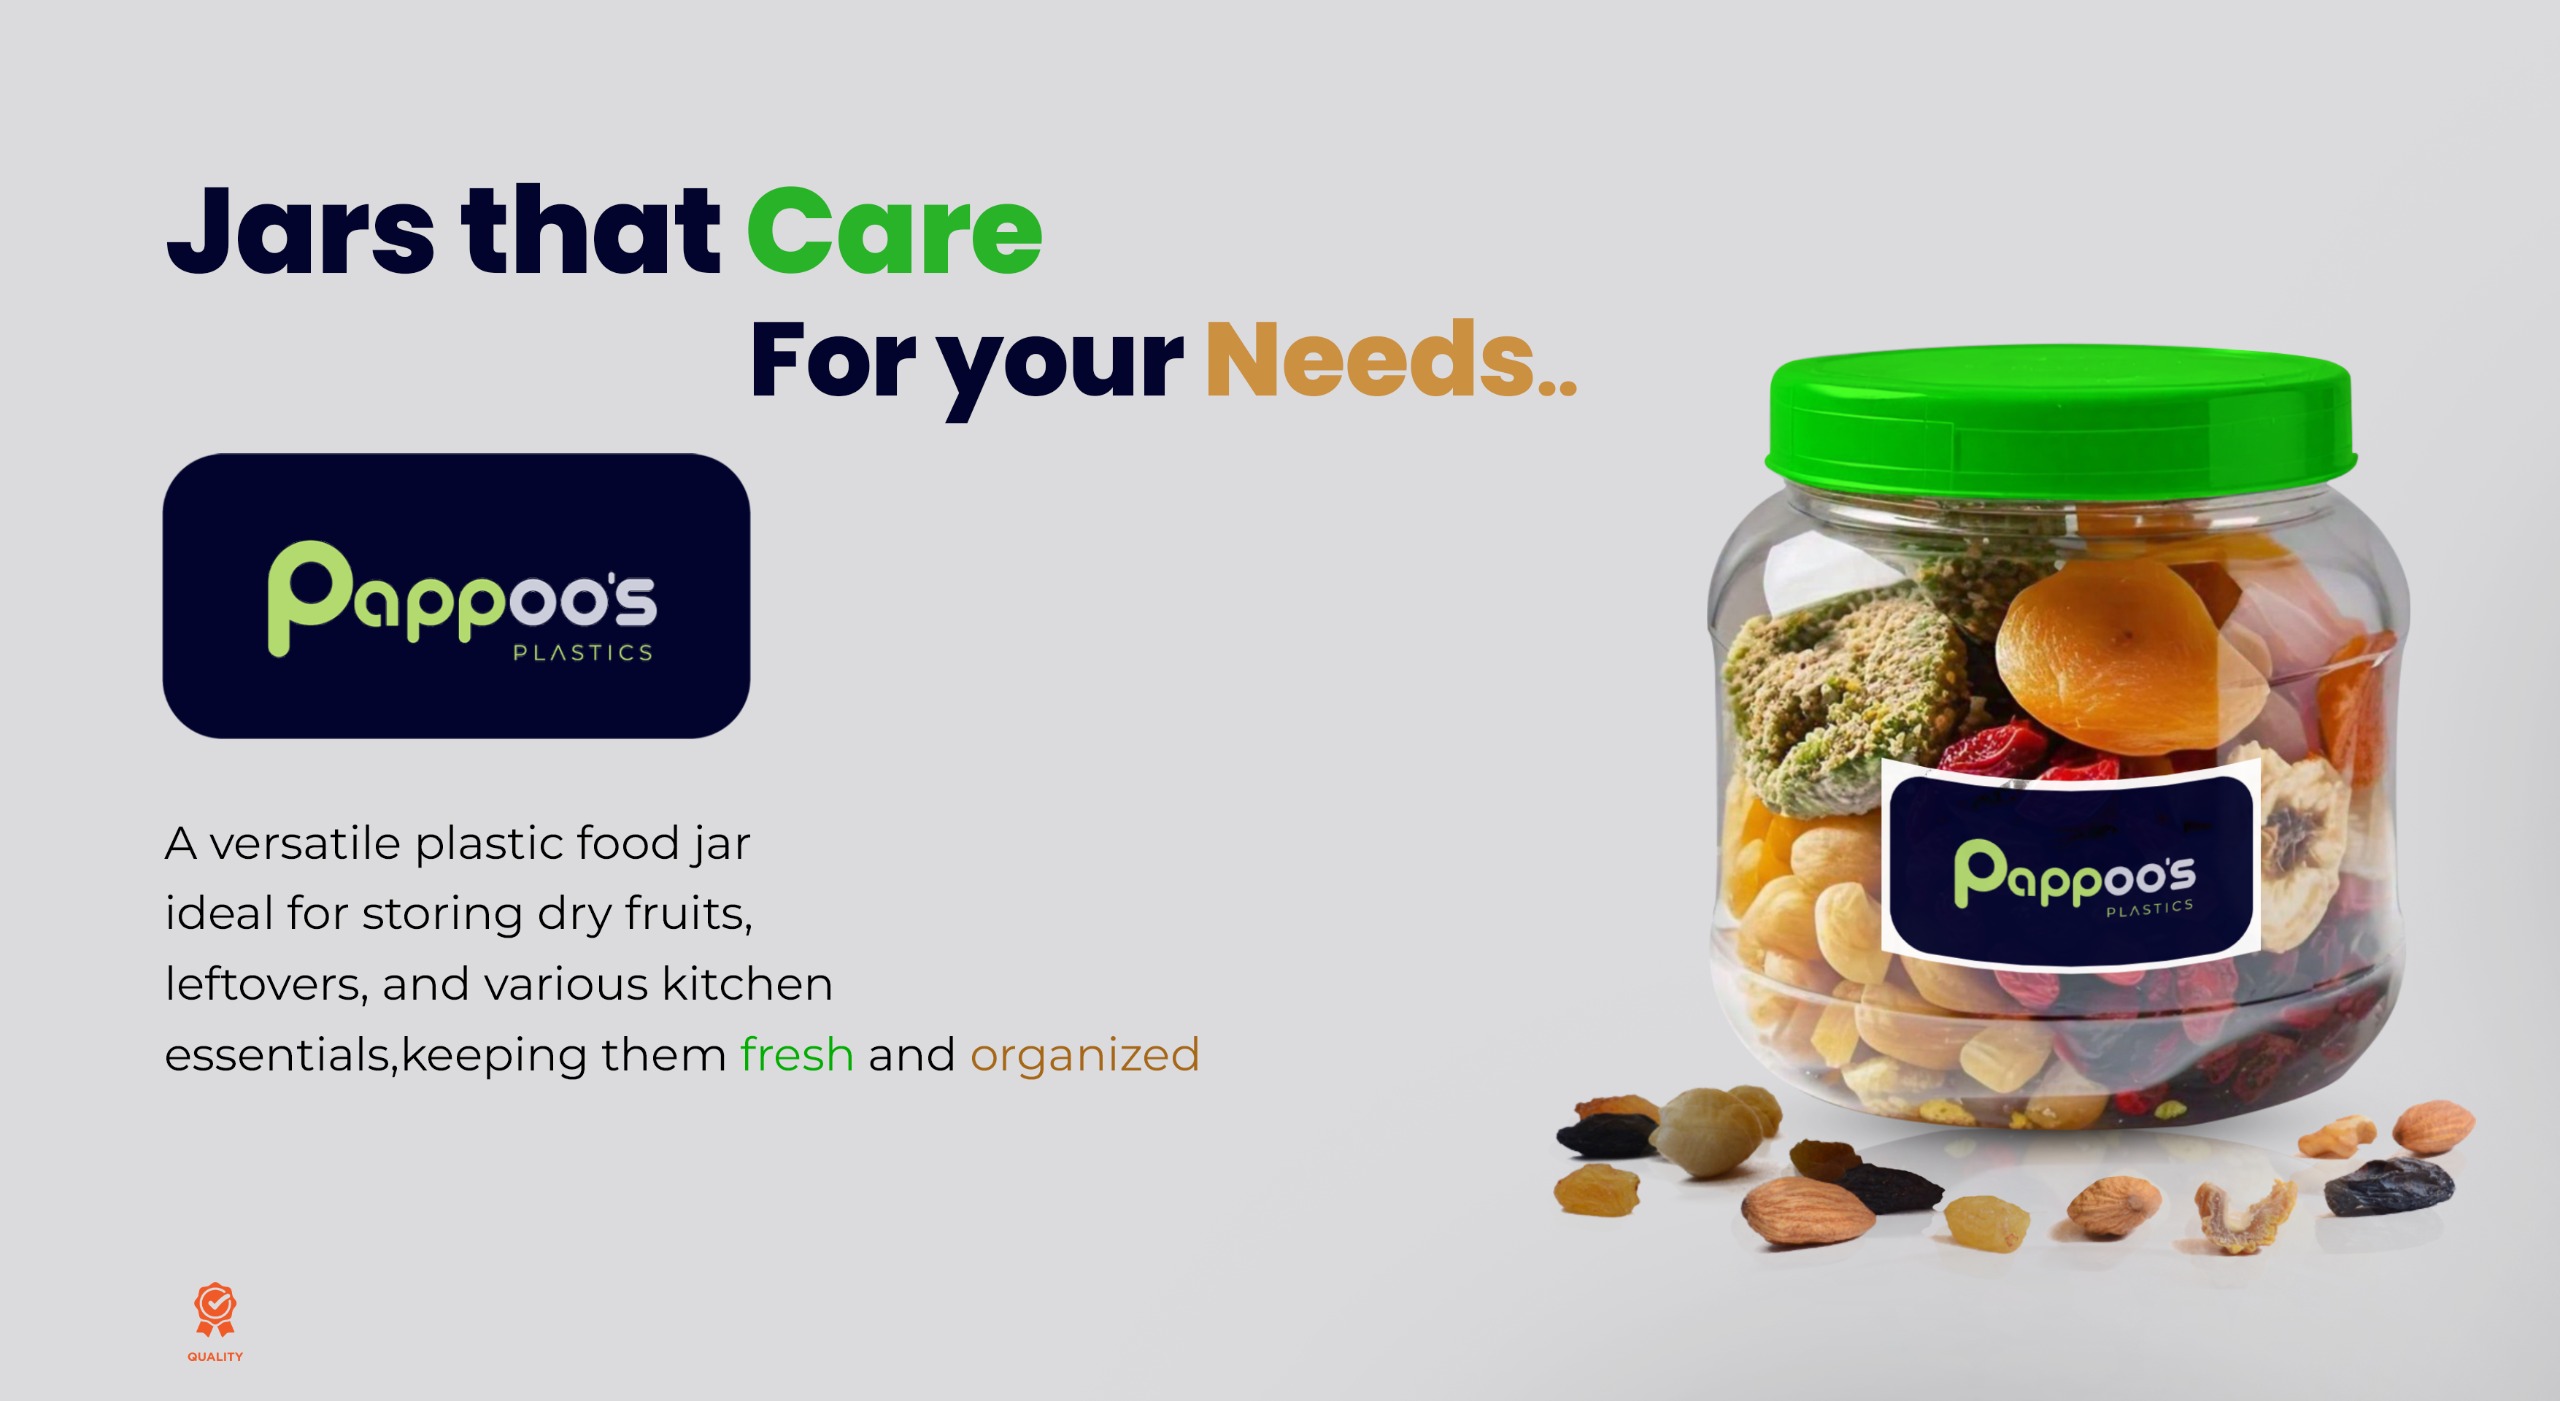 Jars that Care
For your Needs..
Pappoo's
PLASTICS
A versatile plastic food jar
ideal for storing dry fruits,
leftovers, and various kitchen
essentials,keeping them fresh and organized
Pappoo's
PLASTICS
QUALITY